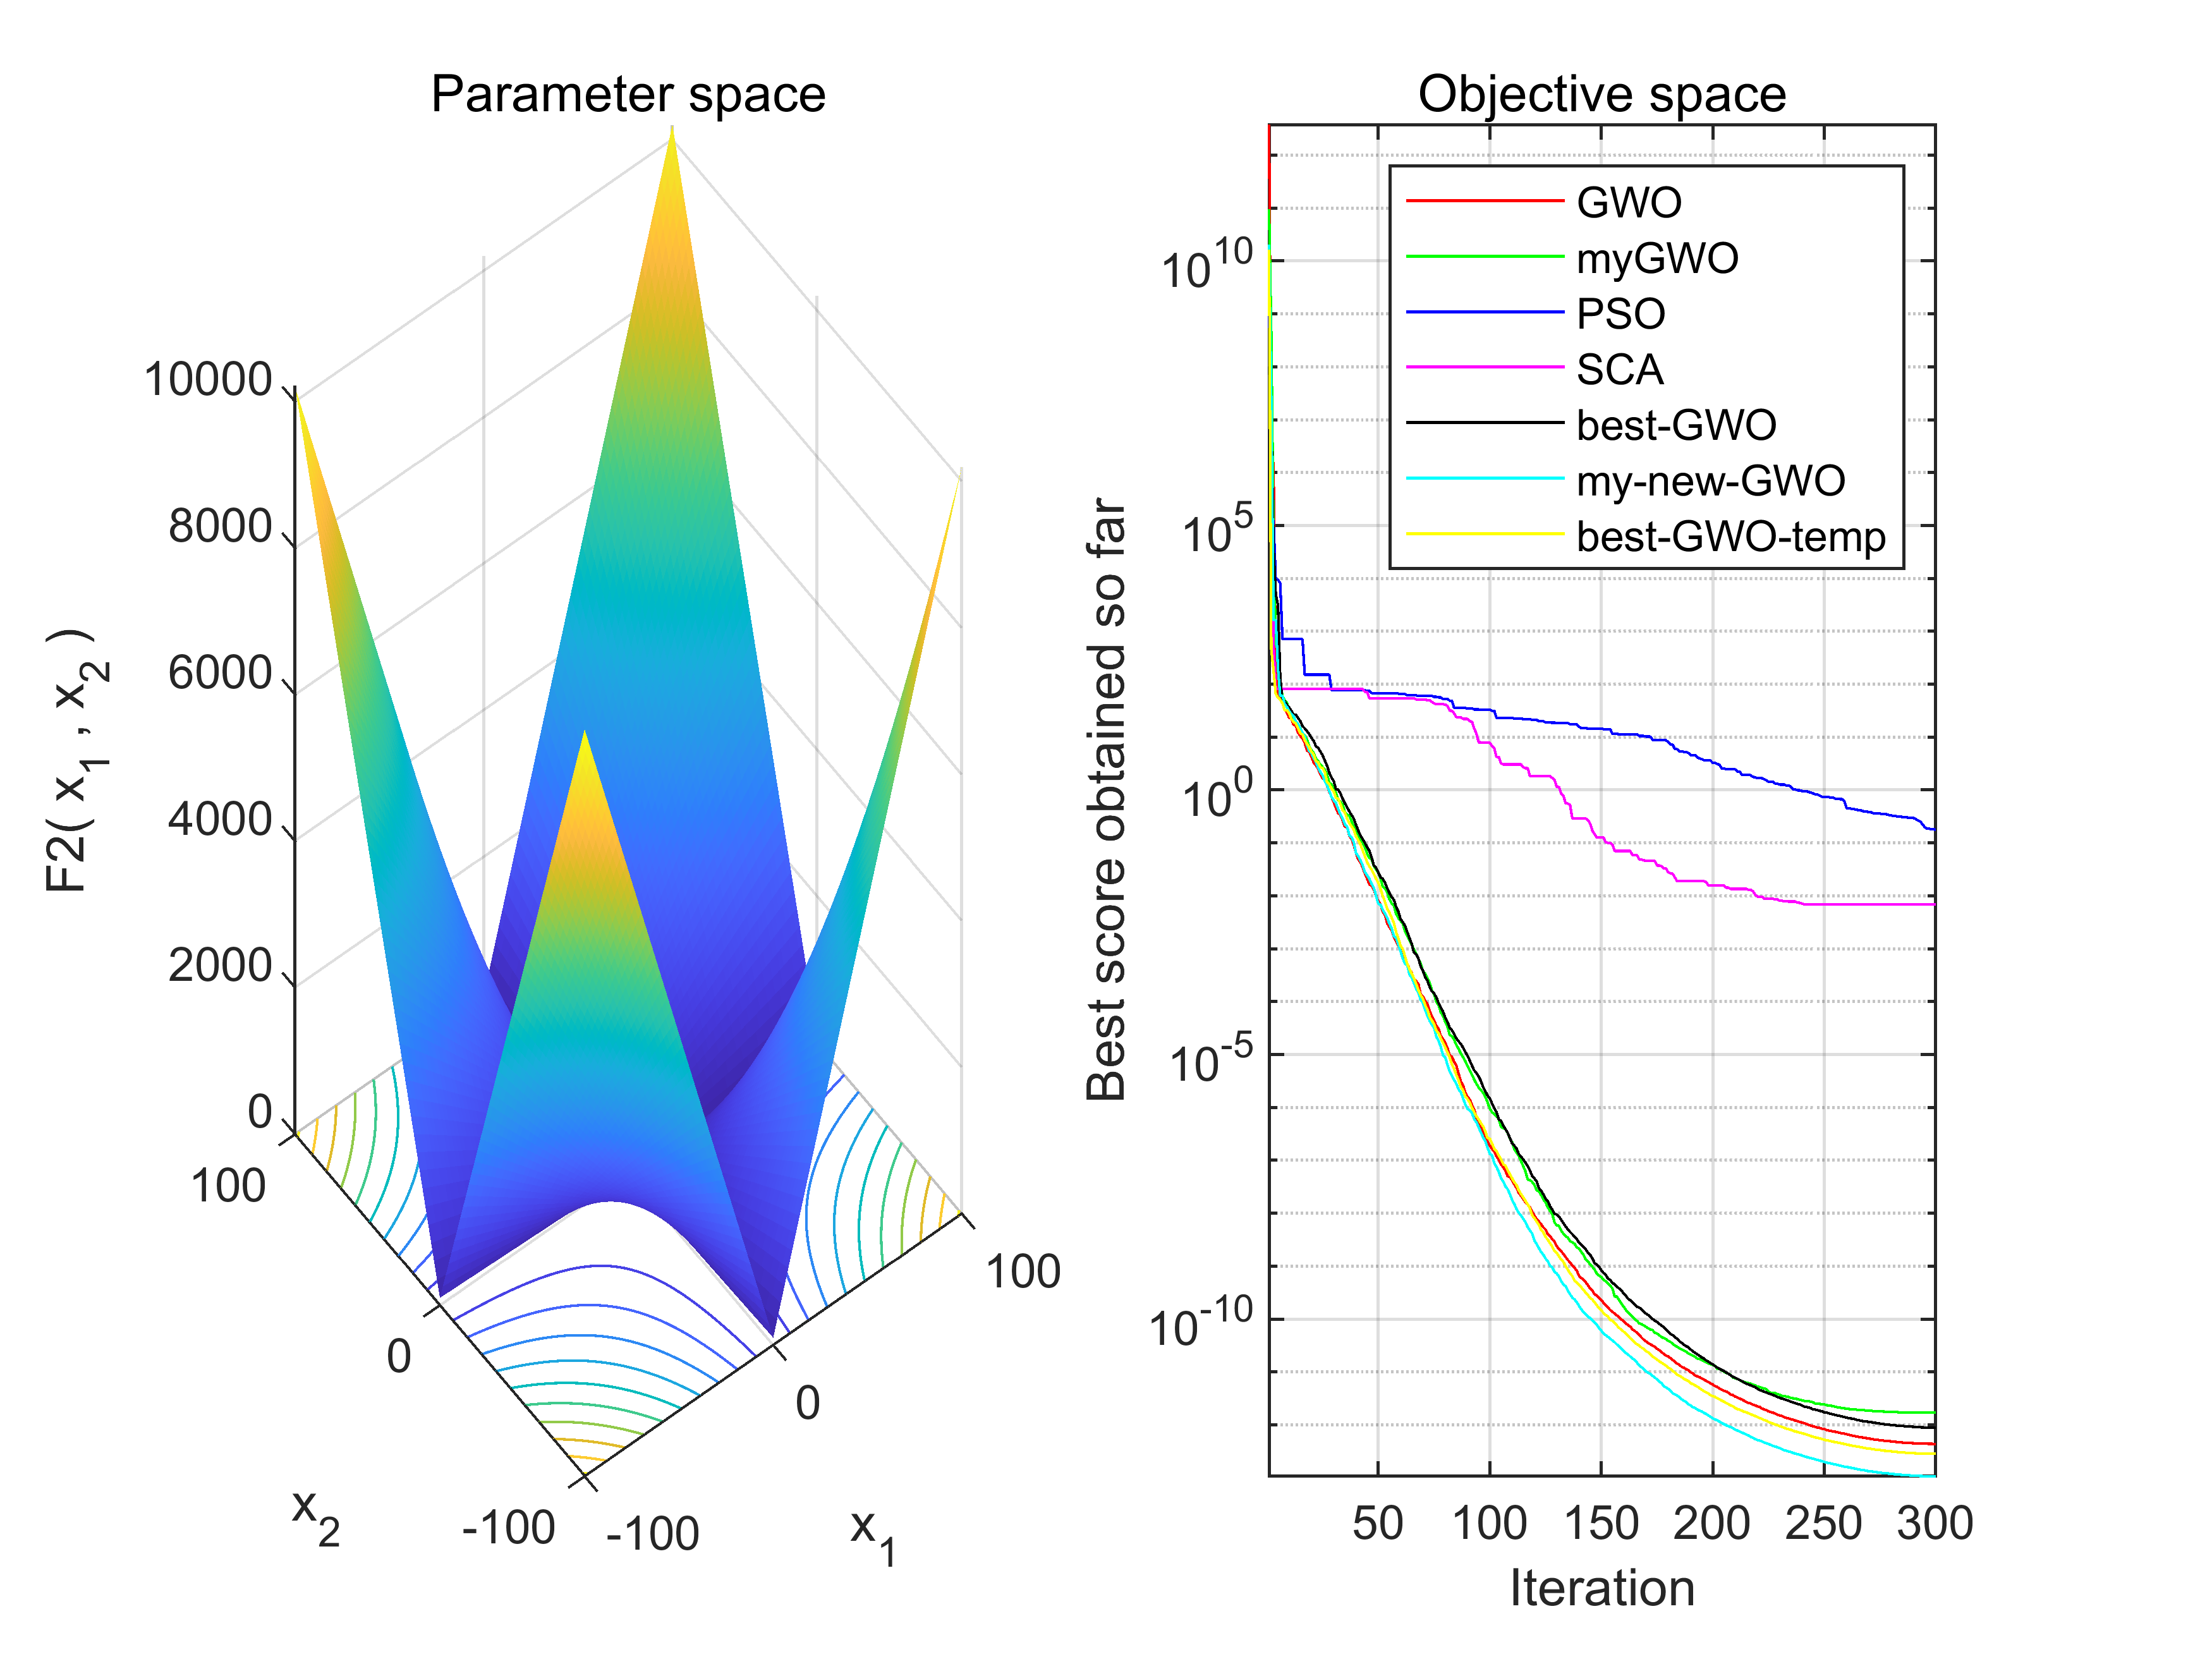 Parameter space
F2( x1 , x2 )
10000
8000
6000
4000
2000
0
100
0
-100
x2
-100
0
100
x1
Objective space
Best score obtained so far
10^10
10^5
10^0
10^-5
10^-10
50 100 150 200 250 300
Iteration
GWO
myGWO
PSO
SCA
best-GWO
my-new-GWO
best-GWO-temp